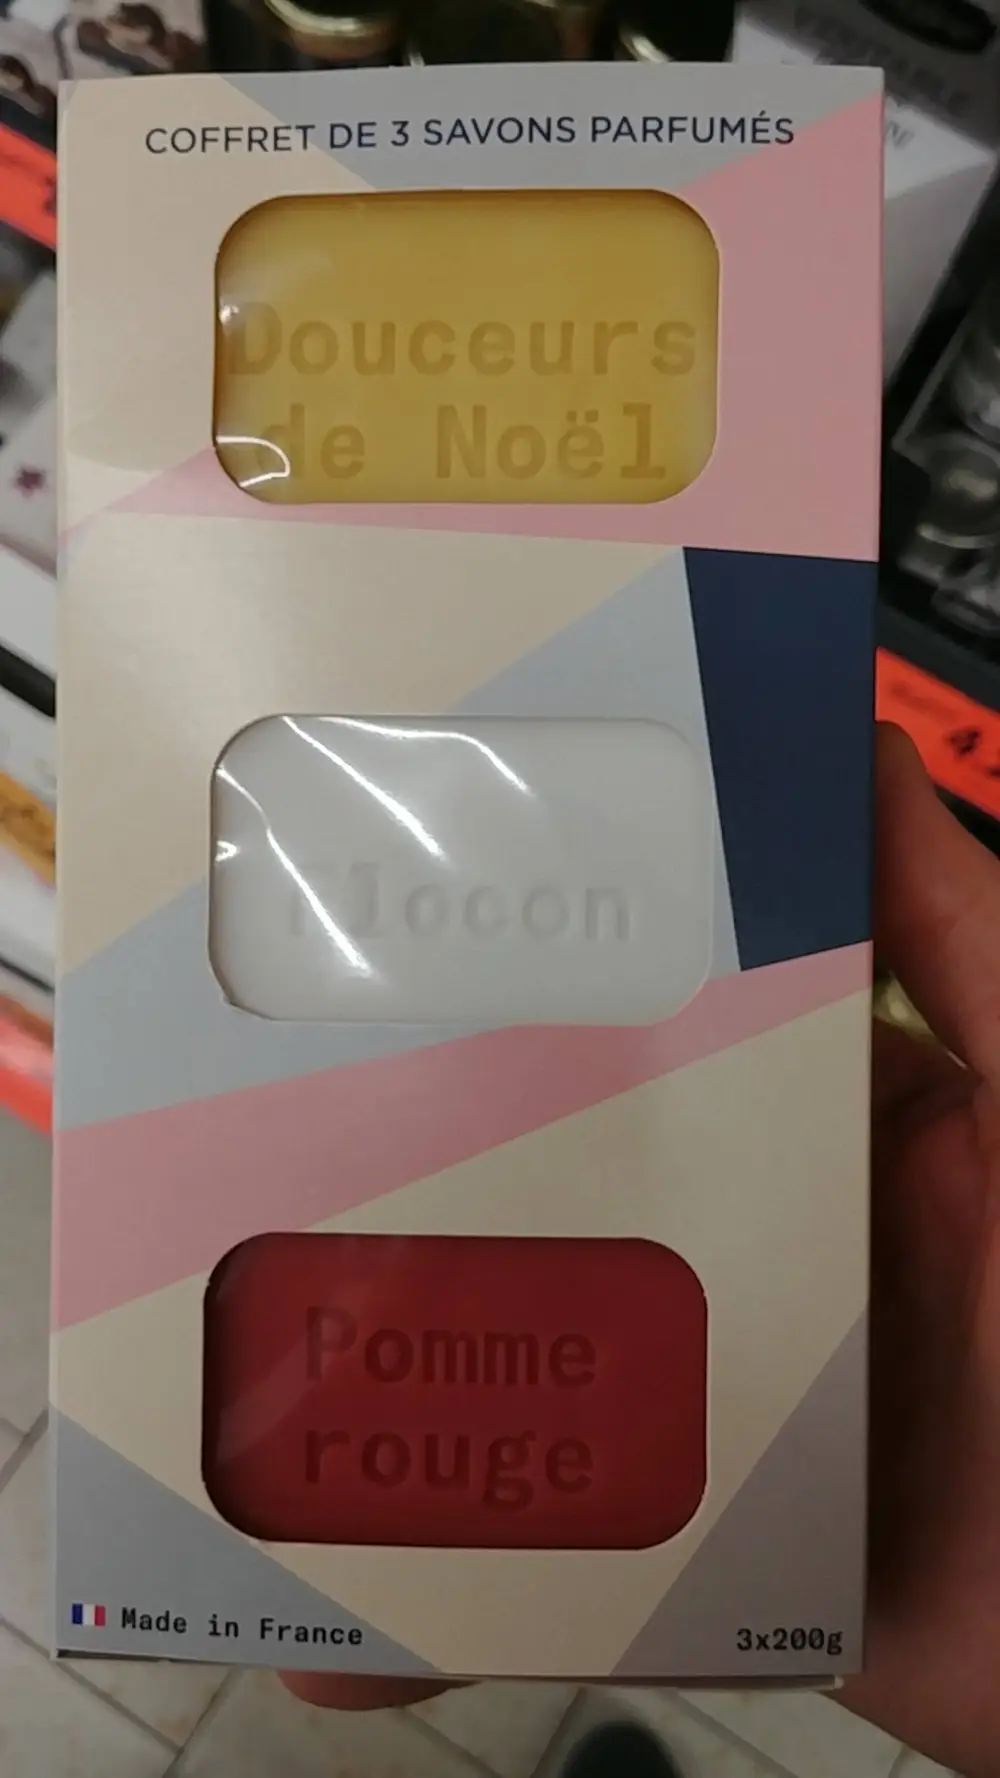 COFFRET DE 3 SAVONS PARFUMÉS
Douceurs
de Noël
Flocon
Pomme
rouge
Made in France
3x200g